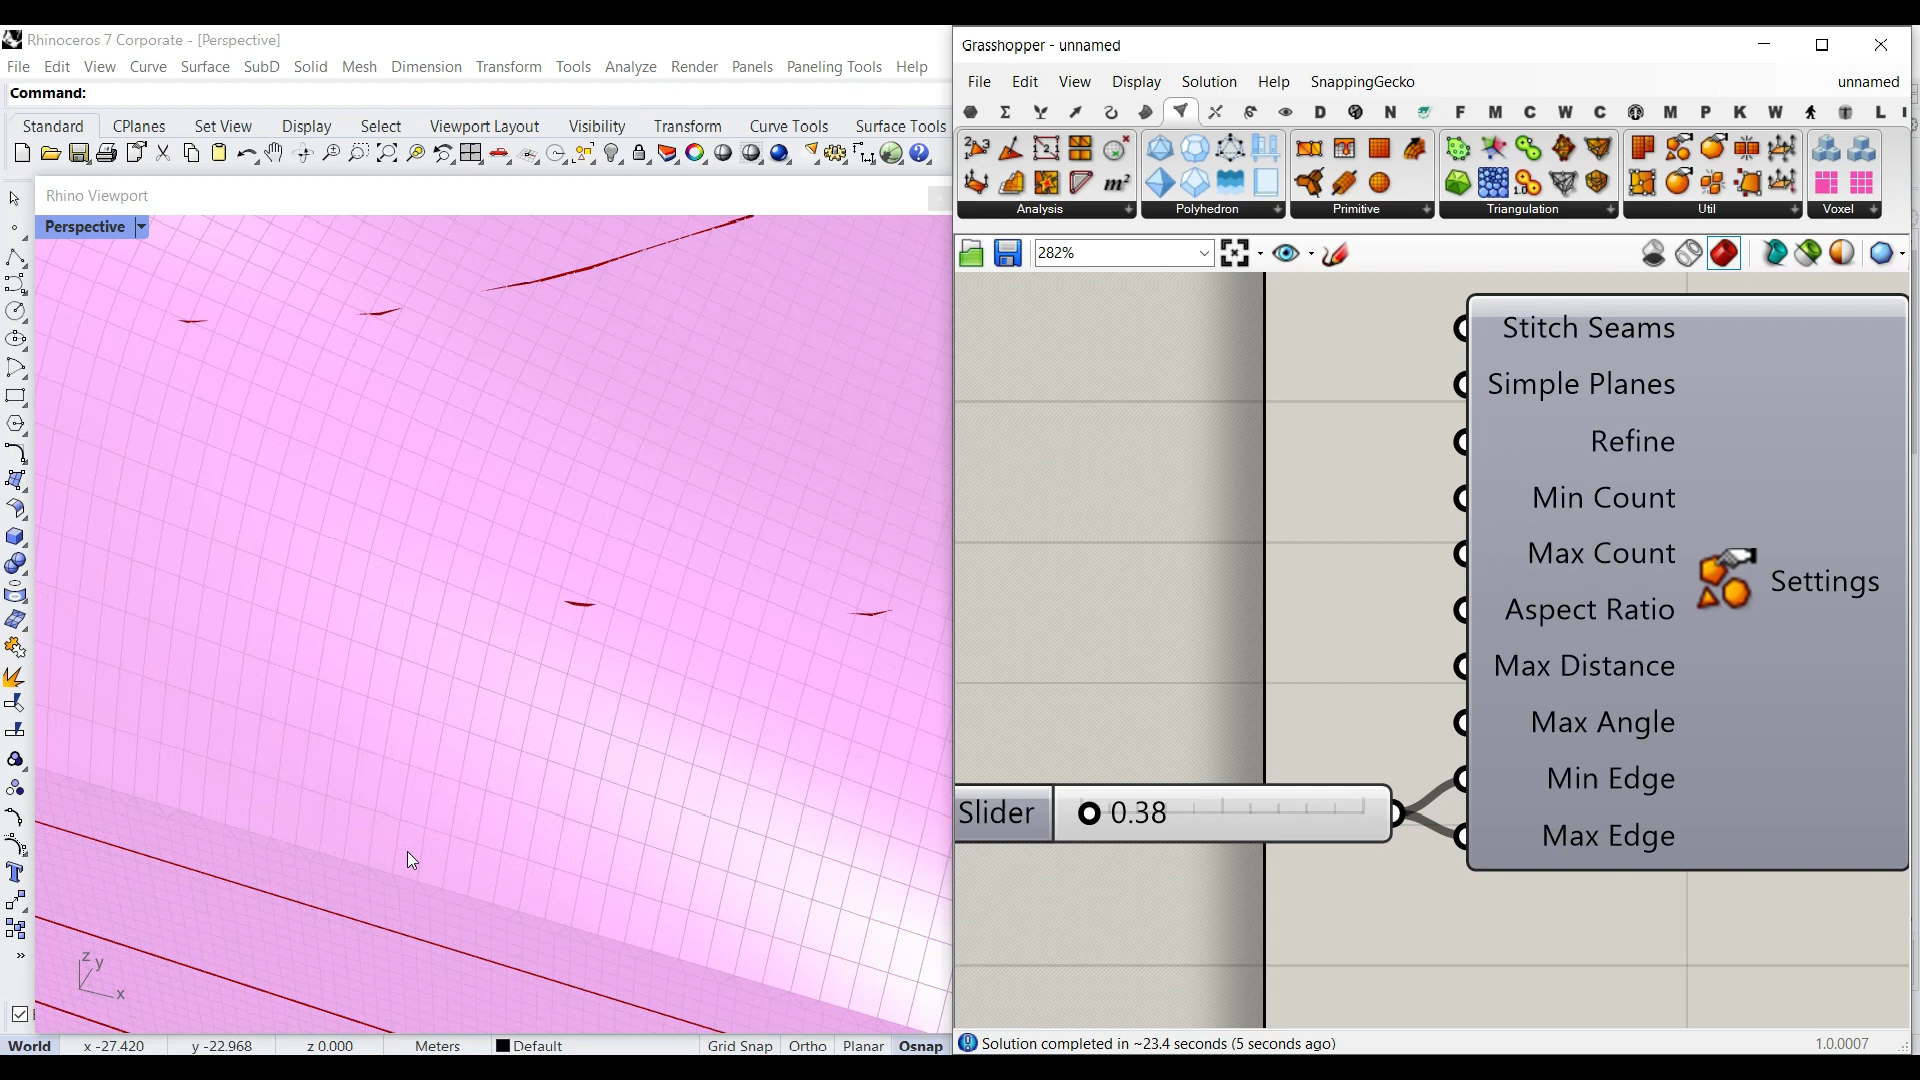 Rhinoceros 7 Corporate - [Perspective]
File Edit View Curve Surface SubD Solid Mesh Dimension Transform Tools Analyze Render Panels Paneling Tools Help
Command:
Standard CPlanes Set View Display Select Viewport Layout Visibility Transform Curve Tools Surface Tools
Rhino Viewport
Perspective
z y
x
World x -27.420 y -22.968 z 0.000 Meters Default Grid Snap Ortho Planar Osnap
Grasshopper - unnamed
File Edit View Display Solution Help SnappingGecko unnamed
D N F M C W C M P K W L
m²
1.0
Analysis Polyhedron Primitive Triangulation Util Voxel
282%
Stitch Seams
Simple Planes
Refine
Min Count
Max Count
Aspect Ratio
Settings
Max Distance
Max Angle
Min Edge
Max Edge
Slider 0.38
Solution completed in ~23.4 seconds (5 seconds ago) 1.0.0007